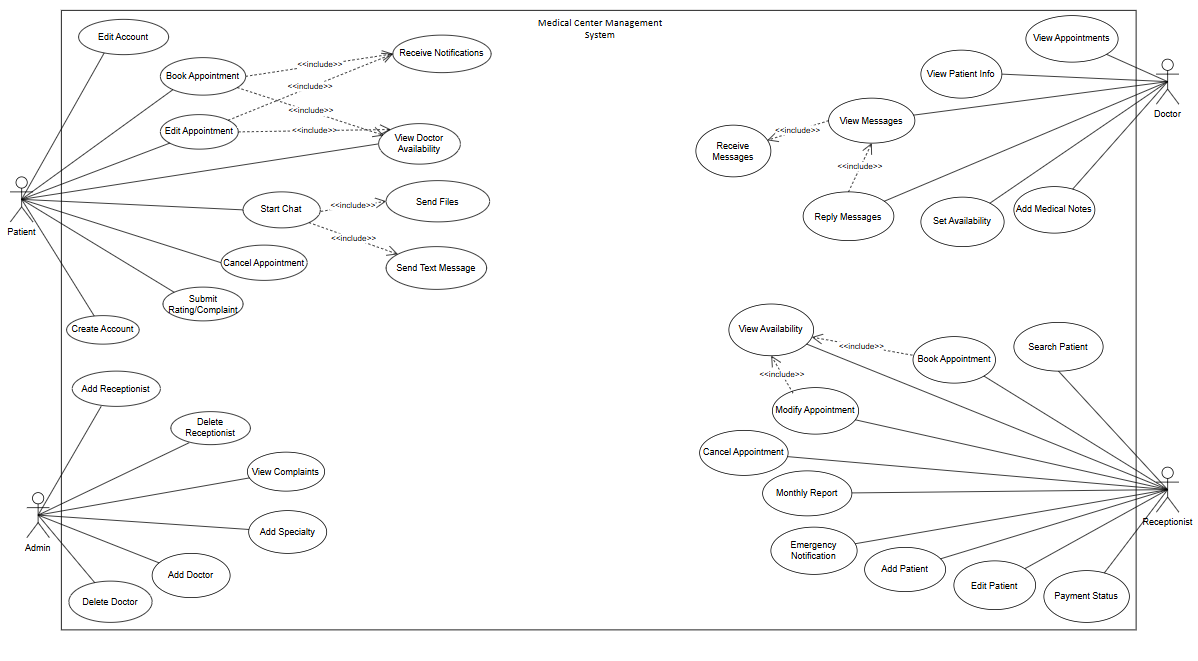 Medical Center Management
System
Edit Account
Book Appointment
Edit Appointment
<<include>>
<<include>>
<<include>>
<<include>>
Receive Notifications
View Doctor
Availability
Start Chat
<<include>>
<<include>>
Send Files
Send Text Message
Cancel Appointment
Submit
Rating/Complaint
Create Account
Patient
Add Receptionist
Delete
Receptionist
View Complaints
Add Specialty
Add Doctor
Delete Doctor
Admin
View Appointments
View Patient Info
View Messages
<<include>>
Receive
Messages
<<include>>
Reply Messages
Set Availability
Add Medical Notes
Doctor
View Availability
<<include>>
Book Appointment
Search Patient
<<include>>
Modify Appointment
Cancel Appointment
Monthly Report
Emergency
Notification
Add Patient
Edit Patient
Payment Status
Receptionist